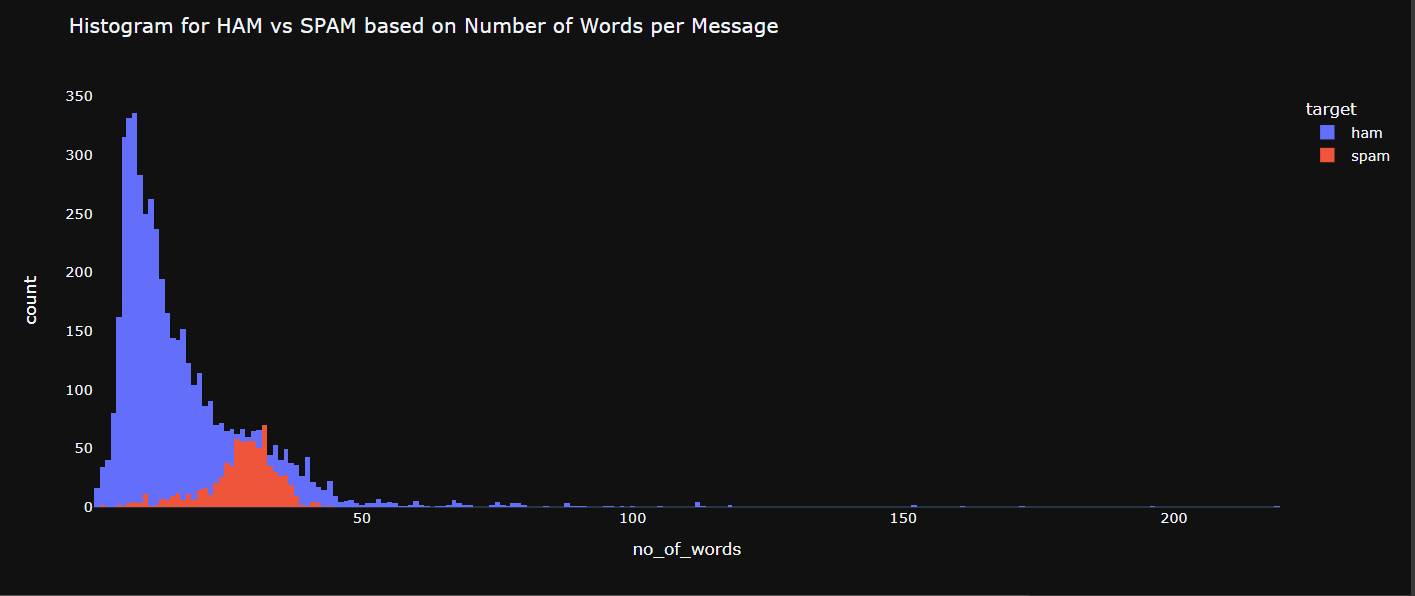 Histogram for HAM vs SPAM based on Number of Words per Message
350
300
250
200
150
100
50
0
count
50
100
150
200
no_of_words
target
ham
spam